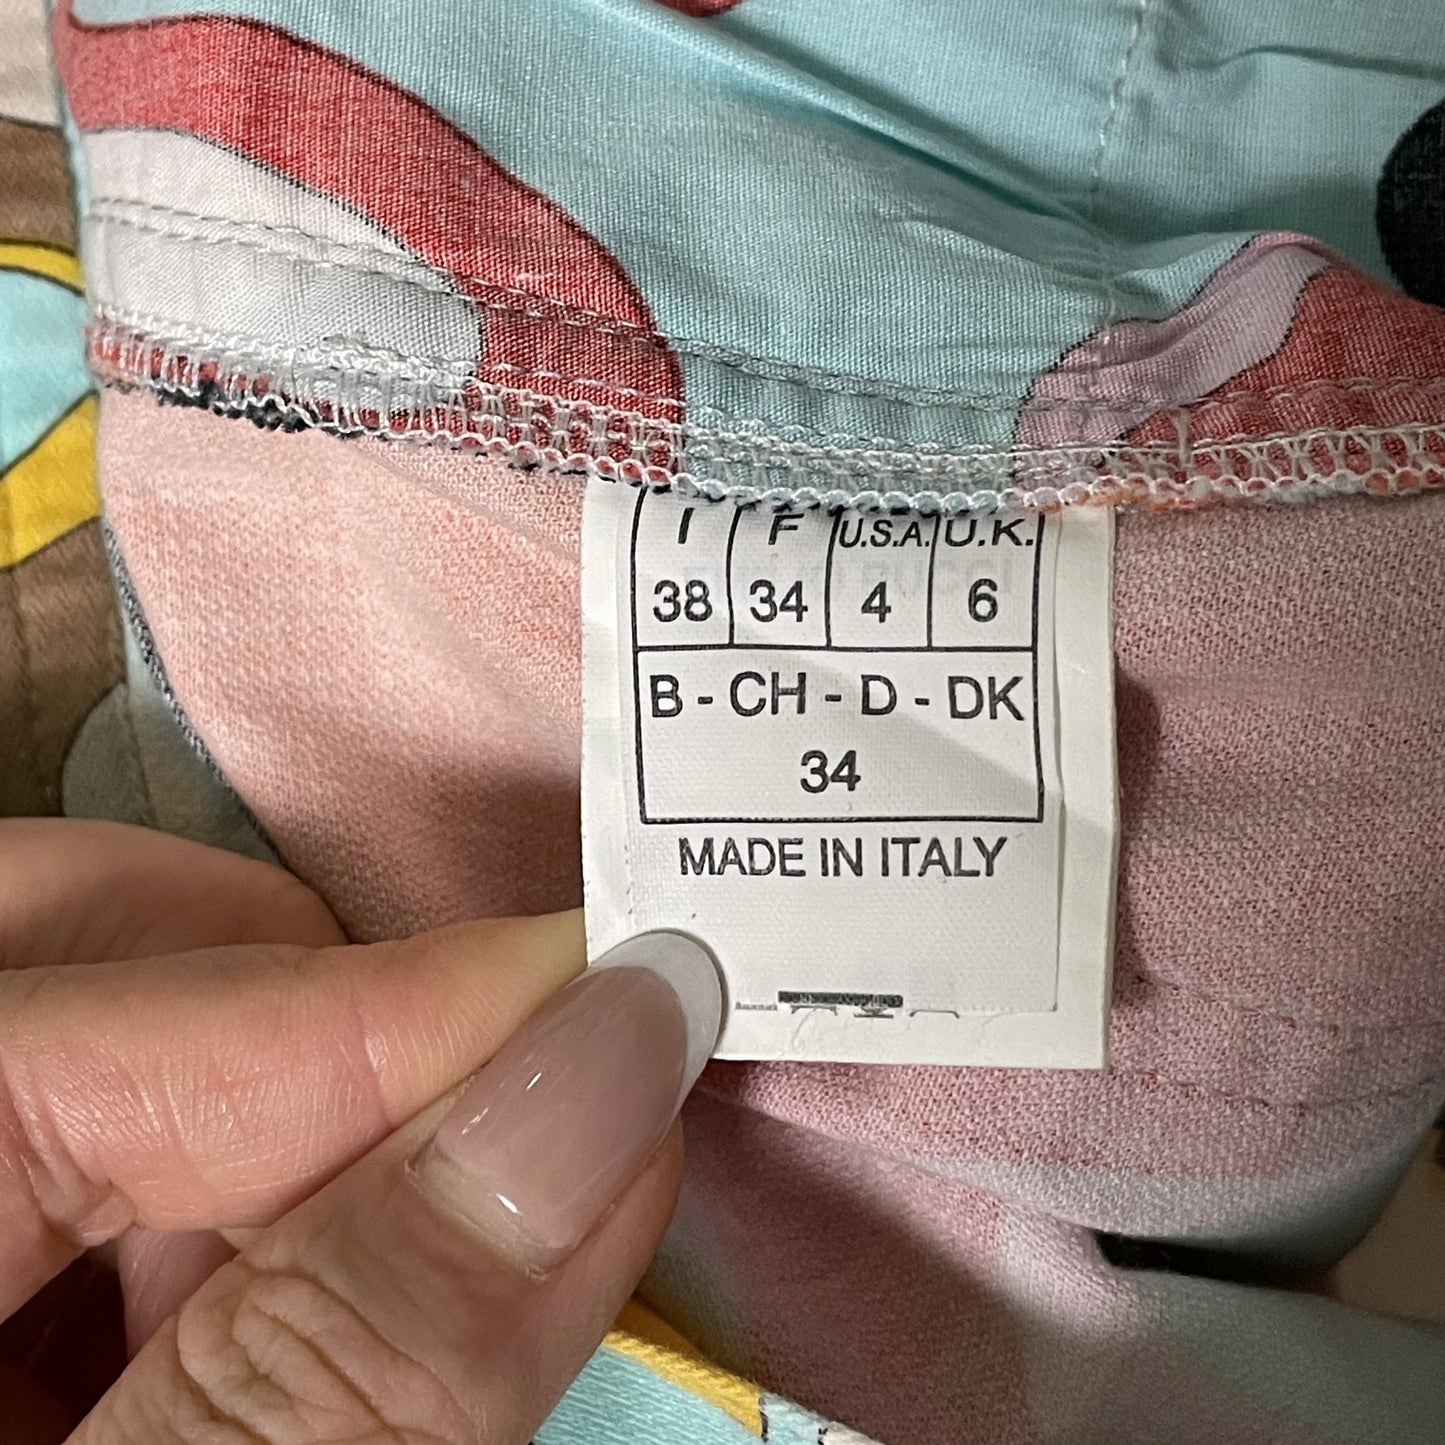 I F U.S.A. U.K.
38 34 4 6
B - CH - D - DK
34
MADE IN ITALY